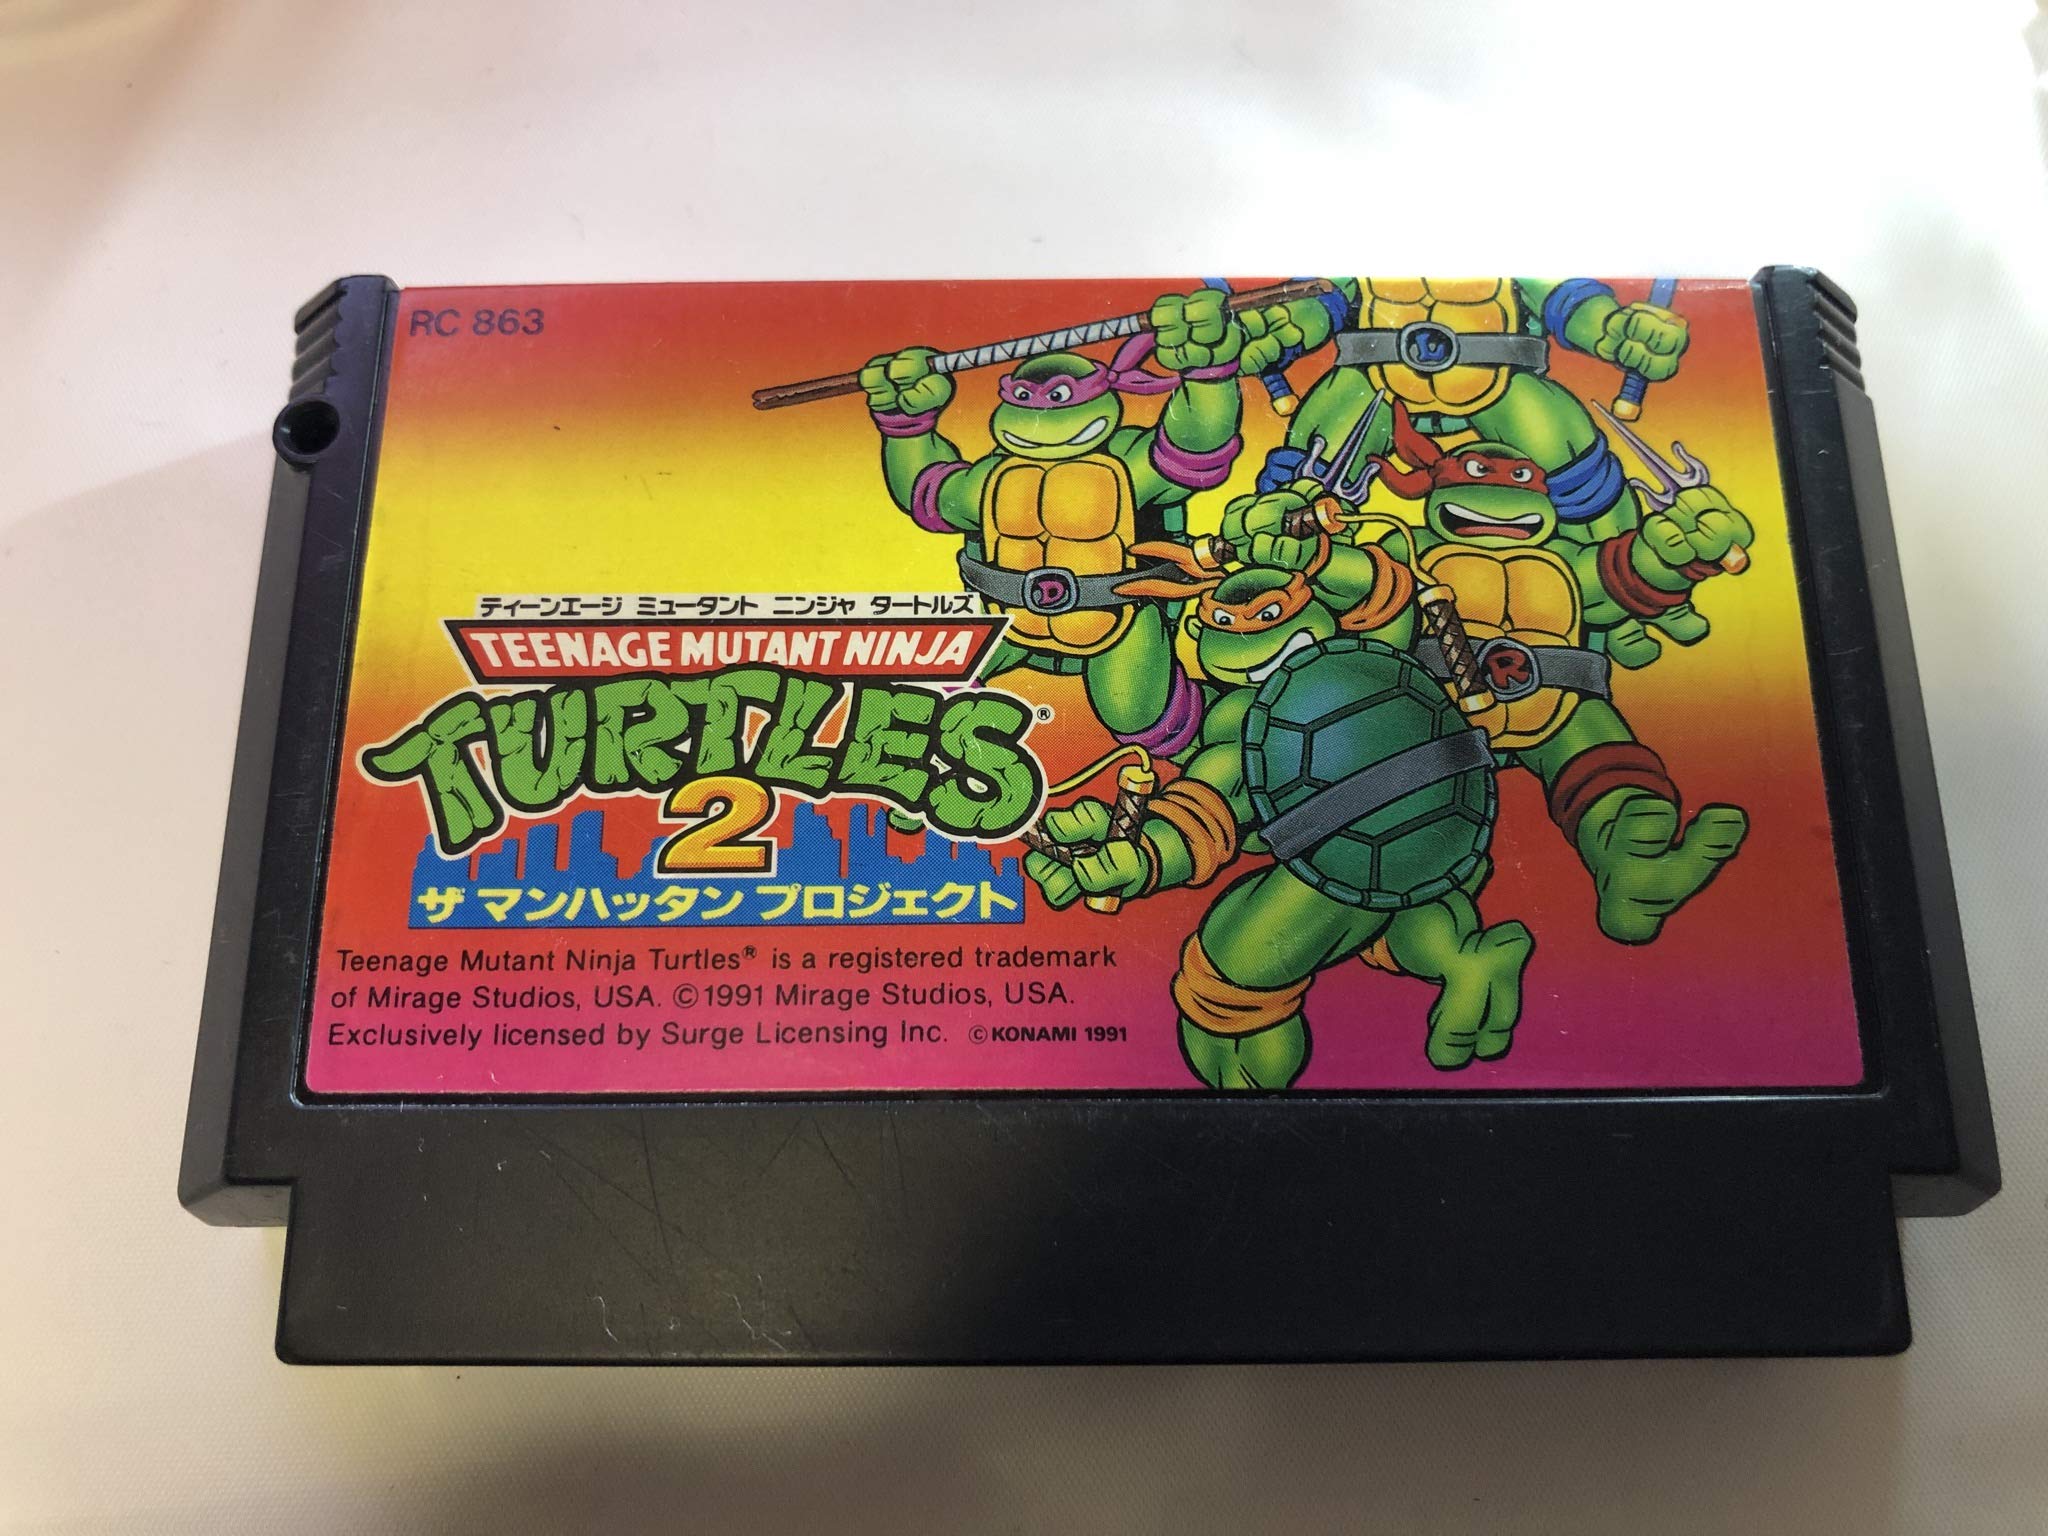 RC 863
ティーンエージ ミュータント ニンジャ タートルズ
TEENAGE MUTANT NINJA
TURTLES®
2
ザ マンハッタン プロジェクト
Teenage Mutant Ninja Turtles® is a registered trademark
of Mirage Studios, USA. ©1991 Mirage Studios, USA.
Exclusively licensed by Surge Licensing Inc. ©KONAMI 1991
L
D
R